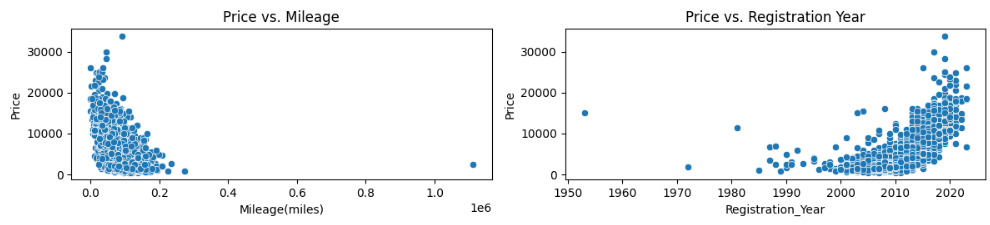 Price vs. Mileage
30000
20000
10000
0
Price
0.0 0.2 0.4 0.6 0.8 1.0
1e6
Mileage(miles)
Price vs. Registration Year
30000
20000
10000
0
Price
1950 1960 1970 1980 1990 2000 2010 2020
Registration_Year